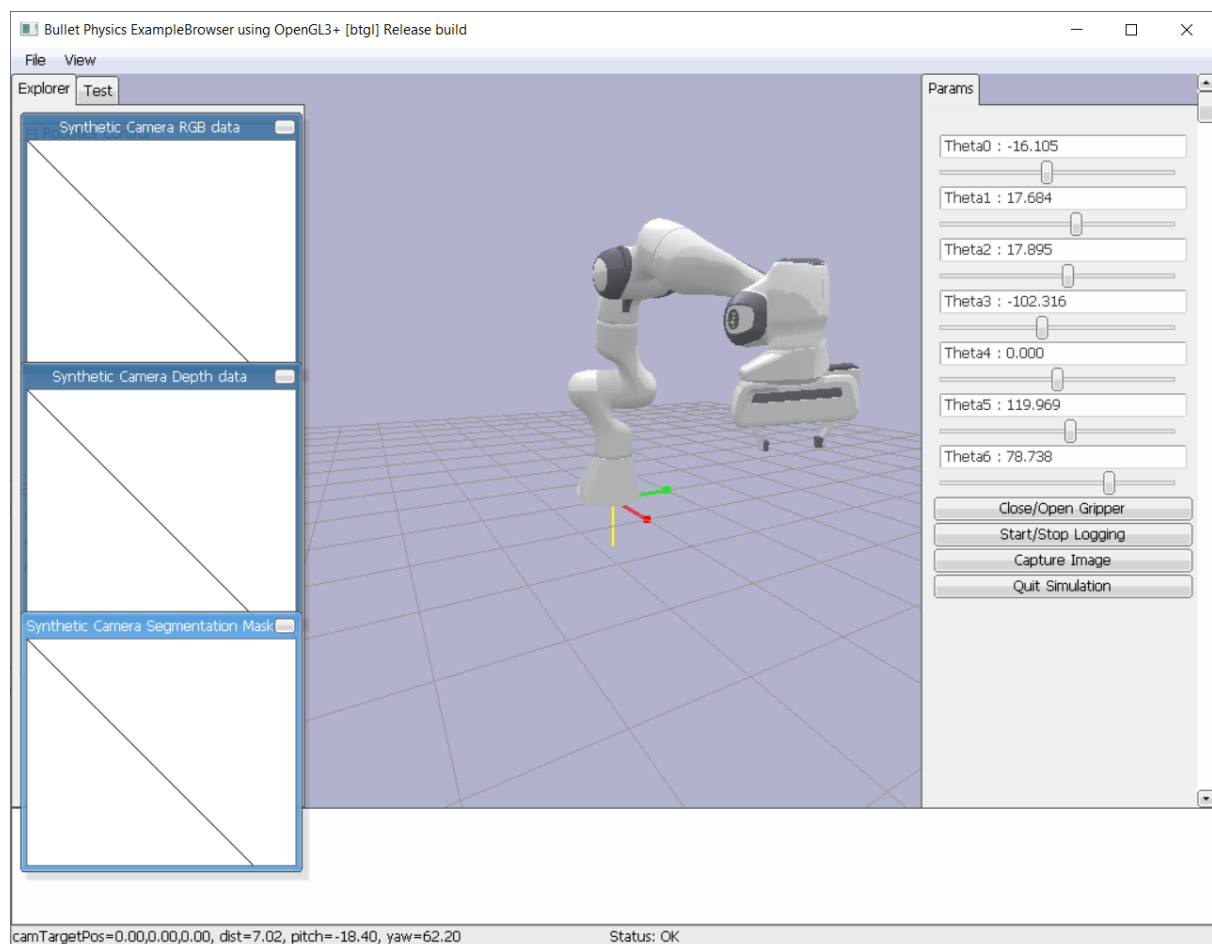 Bullet Physics ExampleBrowser using OpenGL3+ [btgl] Release build
File View
Explorer Test
Params
Synthetic Camera RGB data
Synthetic Camera Depth data
Synthetic Camera Segmentation Mask
Theta0 : -16.105
Theta1 : 17.684
Theta2 : 17.895
Theta3 : -102.316
Theta4 : 0.000
Theta5 : 119.969
Theta6 : 78.738
Close/Open Gripper
Start/Stop Logging
Capture Image
Quit Simulation
camTargetPos=0.00,0.00,0.00, dist=7.02, pitch=-18.40, yaw=62.20
Status: OK